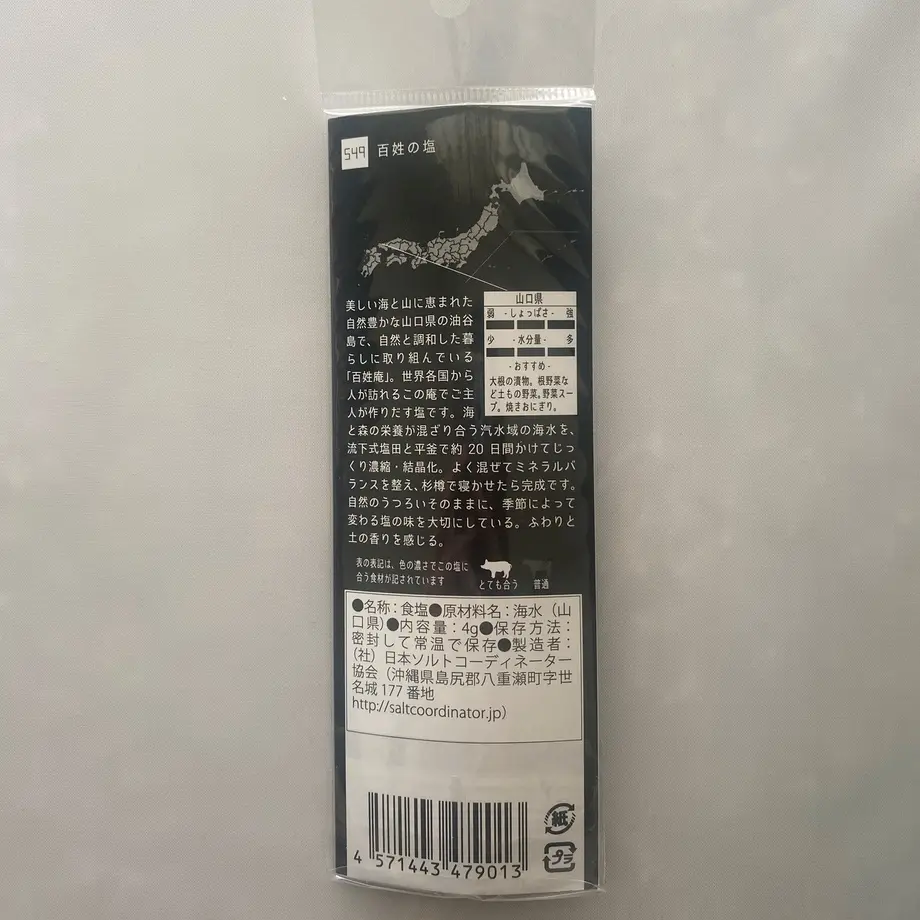 S49 百姓の塩
山口県
弱 -しょっぱさ- 強
少 -水分量- 多
-おすすめ-
大根の漬物。根野菜な
ど土もの野菜。野菜スー
プ。焼きおにぎり。
美しい海と山に恵まれた
自然豊かな山口県の油谷
島で、自然と調和した暮
らしに取り組んでいる
「百姓庵」。世界各国から
人が訪れるこの庵でご主
人が作りだす塩です。海
と森の栄養が混ざり合う汽水域の海水を、
流下式塩田と平釜で約 20 日間かけてじっ
くり濃縮・結晶化。よく混ぜてミネラルバ
ランスを整え、杉樽で寝かせたら完成です。
自然のうつろいそのままに、季節によって
変わる塩の味を大切にしている。ふわりと
土の香りを感じる。
表の表記は、色の濃さでこの塩に
合う食材が記されています
とても合う 普通
●名称:食塩●原材料名:海水(山
口県)●内容量:4g●保存方法:
密封して常温で保存●製造者:
(社)日本ソルトコーディネーター
協会(沖縄県島尻郡八重瀬町字世
名城 177 番地
http://saltcoordinator.jp)
紙
プラ
4 571443 479013